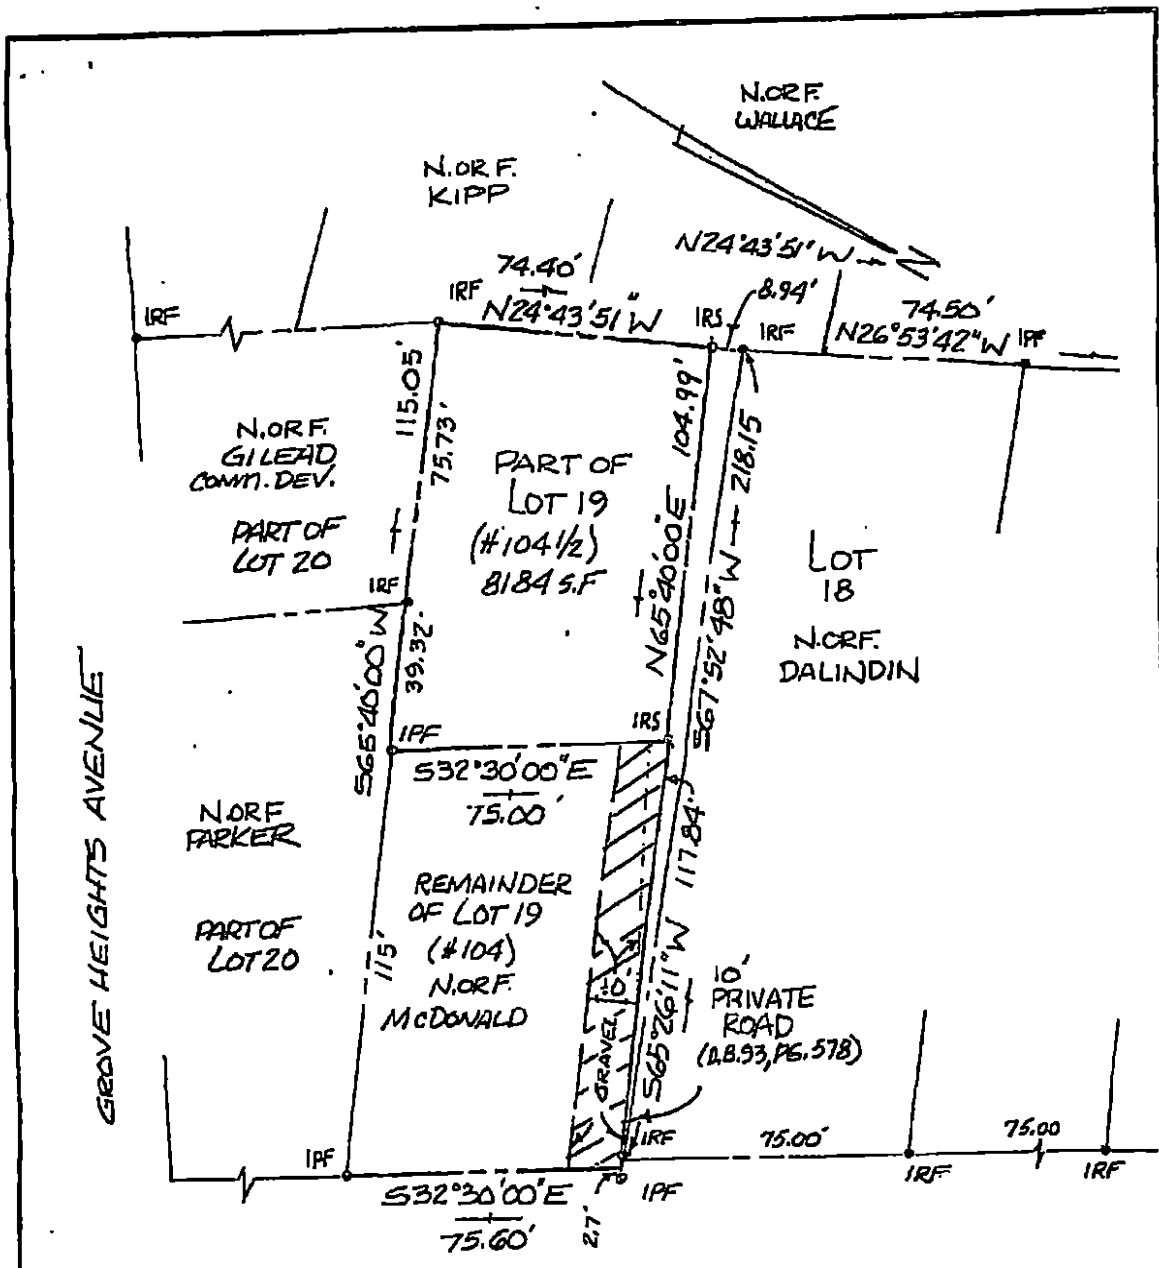 N.ORF.
WALLACE
N.OR F.
KIPP
N24°43'51"W
74.40'
IRF
N24°43'51"W
8.94'
IRS
IRF
74.50'
N26°53'42"W
IPF
IRF
115.05'
75.73'
104.99'
N65°40'00"E
S67°52'48"W
218.15
N.ORF.
GILEAD
COMM. DEV.
PART OF
LOT 20
PART OF
LOT 19
(#104 1/2)
8184 S.F
LOT
18
N.ORF.
DALINDIN
IRF
S65°40'00"W
39.32'
IPF
IRS
S32°30'00"E
75.00'
GROVE HEIGHTS AVENUE
N.ORF
PARKER
PART OF
LOT 20
115'
REMAINDER
OF LOT 19
(#104)
N.ORF.
McDONALD
117.84'
S65°26'11"W
10'
GRAVEL
10'
PRIVATE
ROAD
(D.B.93, PG.578)
IPF
IRF
75.00'
75.00
IRF
IRF
S32°30'00"E
75.60'
2.7'
IPF